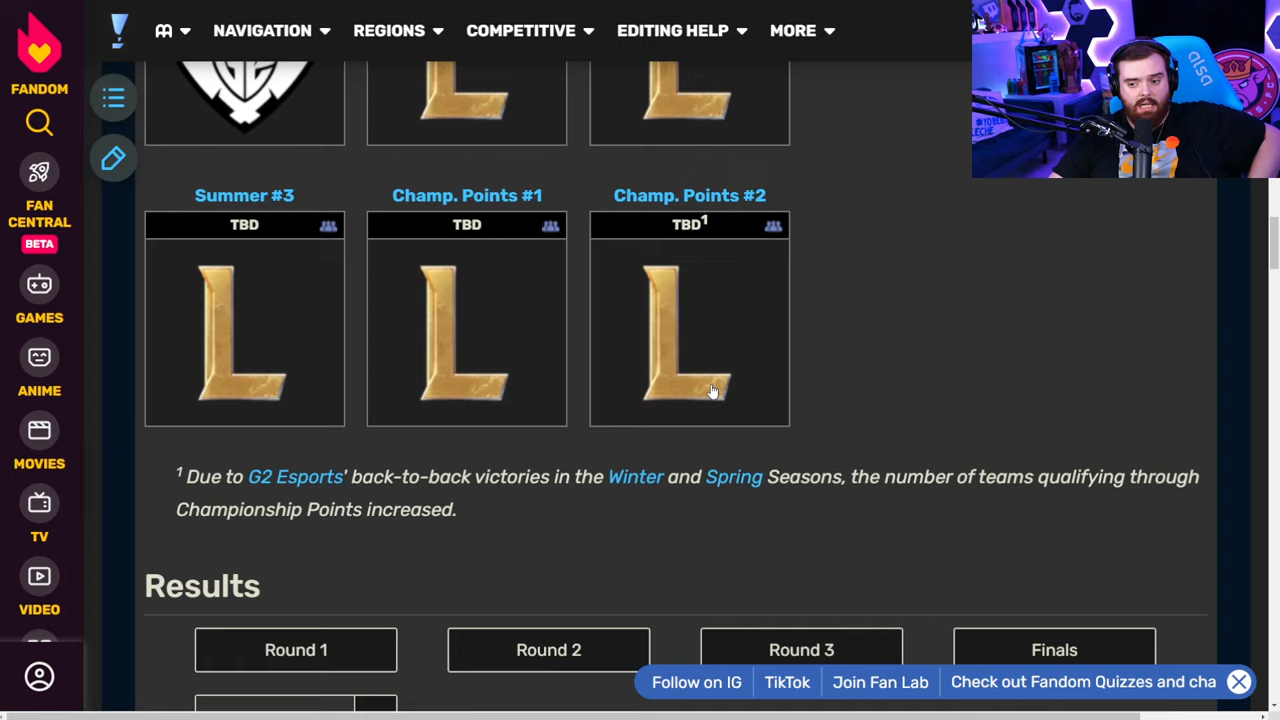 FANDOM
FAN
CENTRAL
BETA
GAMES
ANIME
MOVIES
TV
VIDEO
NAVIGATION
REGIONS
COMPETITIVE
EDITING HELP
MORE
G2
Summer #3
Champ. Points #1
Champ. Points #2
TBD
TBD
TBD1
L
L
L
1 Due to G2 Esports' back-to-back victories in the Winter and Spring Seasons, the number of teams qualifying through
Championship Points increased.
Results
Round 1
Round 2
Round 3
Finals
Follow on IG
TikTok
Join Fan Lab
Check out Fandom Quizzes and cha
alsa